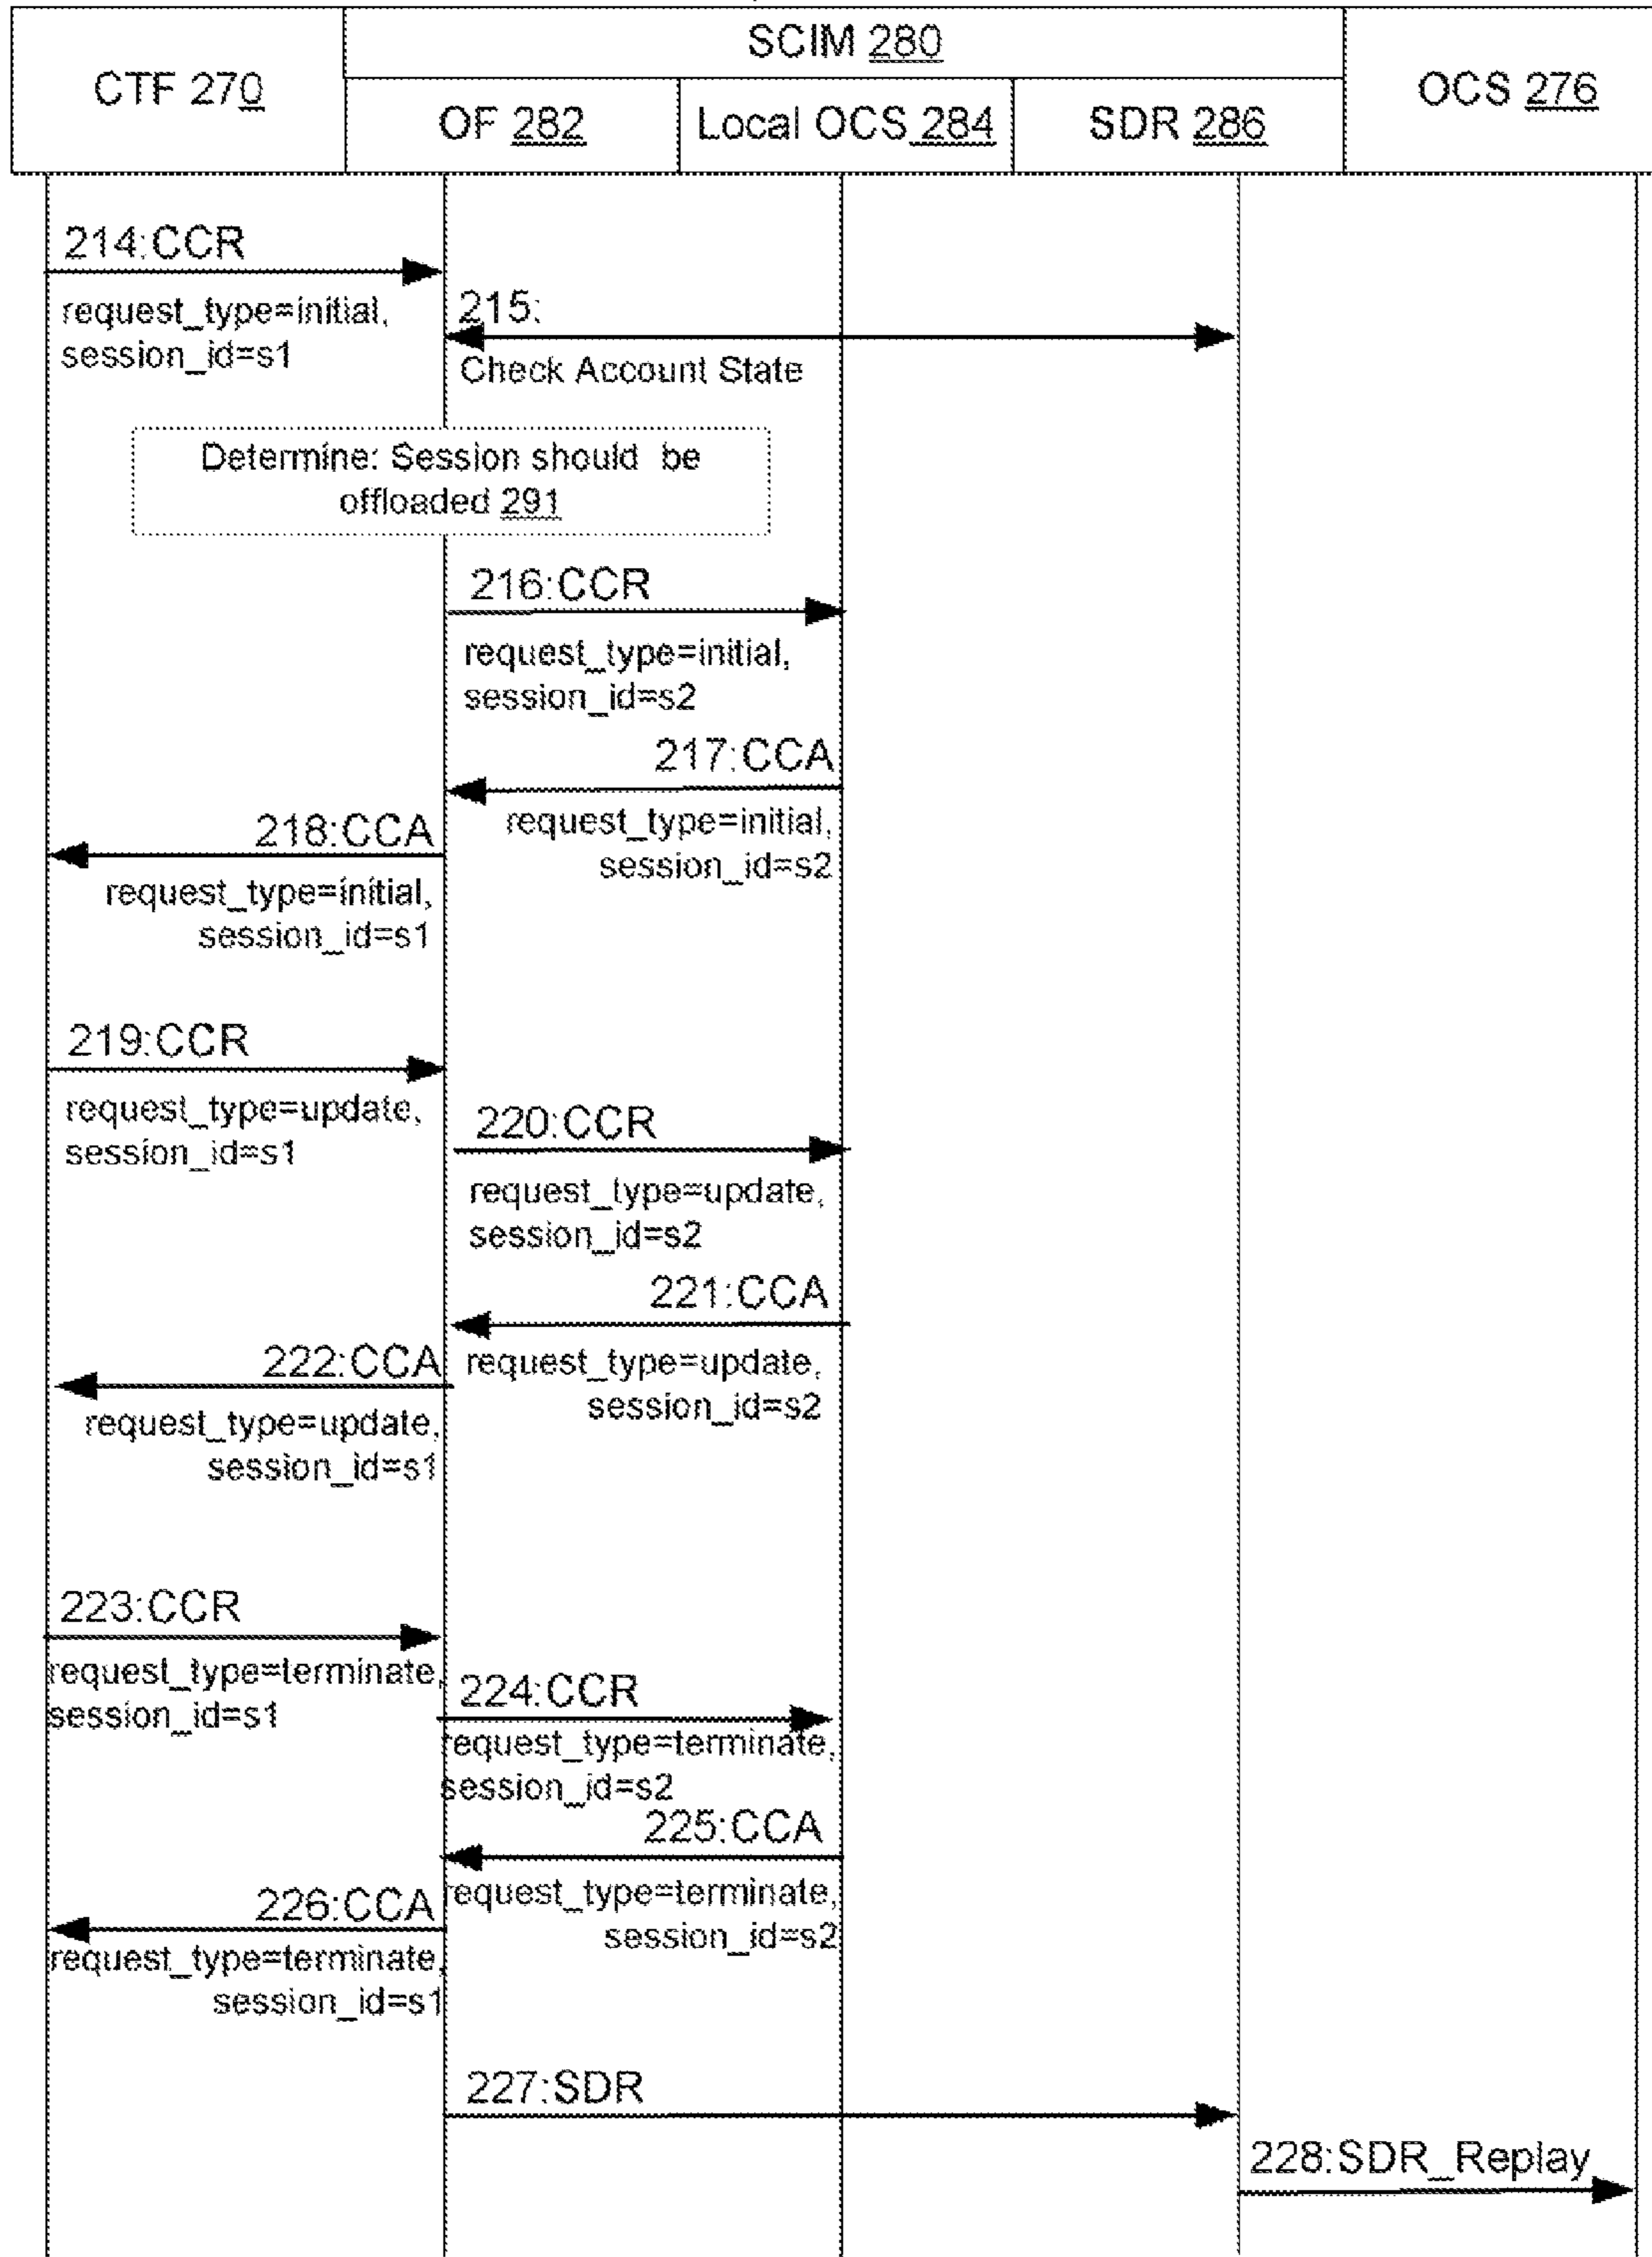 SCIM 280
CTF 270
OCS 276
OF 282
Local OCS 284
SDR 286
214:CCR
request_type=initial,
session_id=s1
215:
Check Account State
Determine: Session should be
offloaded 291
216:CCR
request_type=initial,
session_id=s2
217:CCA
request_type=initial,
session_id=s2
218:CCA
request_type=initial,
session_id=s1
219:CCR
request_type=update,
session_id=s1
220:CCR
request_type=update,
session_id=s2
221:CCA
request_type=update,
session_id=s2
222:CCA
request_type=update,
session_id=s1
223:CCR
request_type=terminate,
session_id=s1
224:CCR
request_type=terminate,
session_id=s2
225:CCA
request_type=terminate,
session_id=s2
226:CCA
request_type=terminate,
session_id=s1
227:SDR
228:SDR_Replay